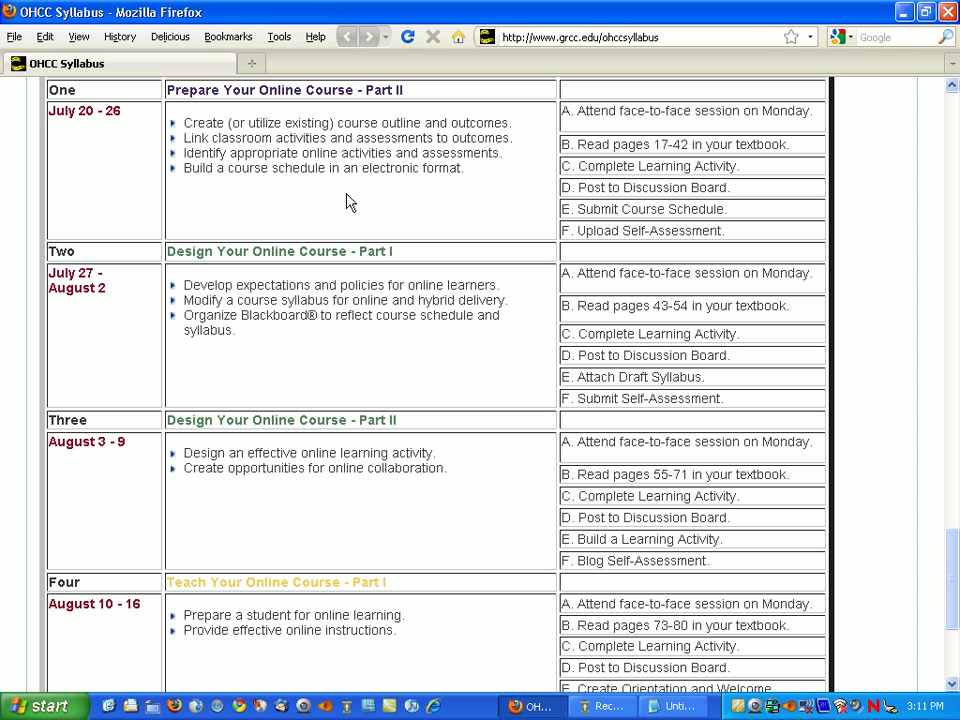 OHCC Syllabus - Mozilla Firefox
File Edit View History Delicious Bookmarks Tools Help
http://www.grcc.edu/ohccsyllabus
Google
OHCC Syllabus
One
Prepare Your Online Course - Part II
July 20 - 26
Create (or utilize existing) course outline and outcomes.
Link classroom activities and assessments to outcomes.
Identify appropriate online activities and assessments.
Build a course schedule in an electronic format.
A. Attend face-to-face session on Monday.
B. Read pages 17-42 in your textbook.
C. Complete Learning Activity.
D. Post to Discussion Board.
E. Submit Course Schedule.
F. Upload Self-Assessment.
Two
Design Your Online Course - Part I
July 27 -
August 2
Develop expectations and policies for online learners.
Modify a course syllabus for online and hybrid delivery.
Organize Blackboard® to reflect course schedule and
syllabus.
A. Attend face-to-face session on Monday.
B. Read pages 43-54 in your textbook.
C. Complete Learning Activity.
D. Post to Discussion Board.
E. Attach Draft Syllabus.
F. Submit Self-Assessment.
Three
Design Your Online Course - Part II
August 3 - 9
Design an effective online learning activity.
Create opportunities for online collaboration.
A. Attend face-to-face session on Monday.
B. Read pages 55-71 in your textbook.
C. Complete Learning Activity.
D. Post to Discussion Board.
E. Build a Learning Activity.
F. Blog Self-Assessment.
Four
Teach Your Online Course - Part I
August 10 - 16
Prepare a student for online learning.
Provide effective online instructions.
A. Attend face-to-face session on Monday.
B. Read pages 73-80 in your textbook.
C. Complete Learning Activity.
D. Post to Discussion Board.
E. Create Orientation and Welcome
start
OH...
Rec...
Unti...
3:11 PM